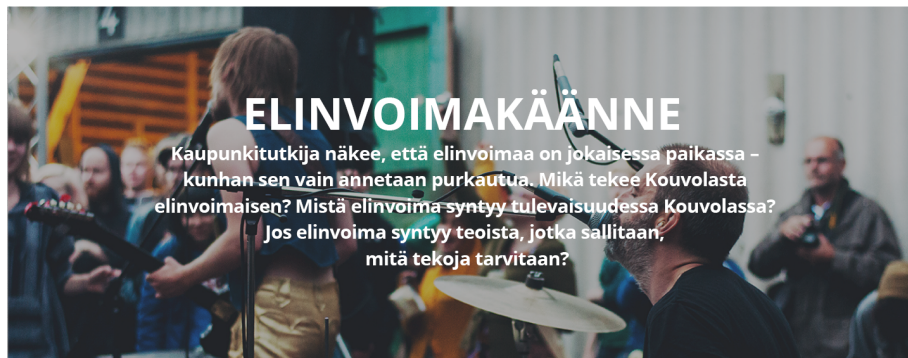 4
ELINVOIMAKÄÄNNE
Kaupunkitutkija näkee, että elinvoimaa on jokaisessa paikassa –
kunhan sen vain annetaan purkautua. Mikä tekee Kouvolasta
elinvoimaisen? Mistä elinvoima syntyy tulevaisuudessa Kouvolassa?
Jos elinvoima syntyy teoista, jotka sallitaan,
mitä tekoja tarvitaan?